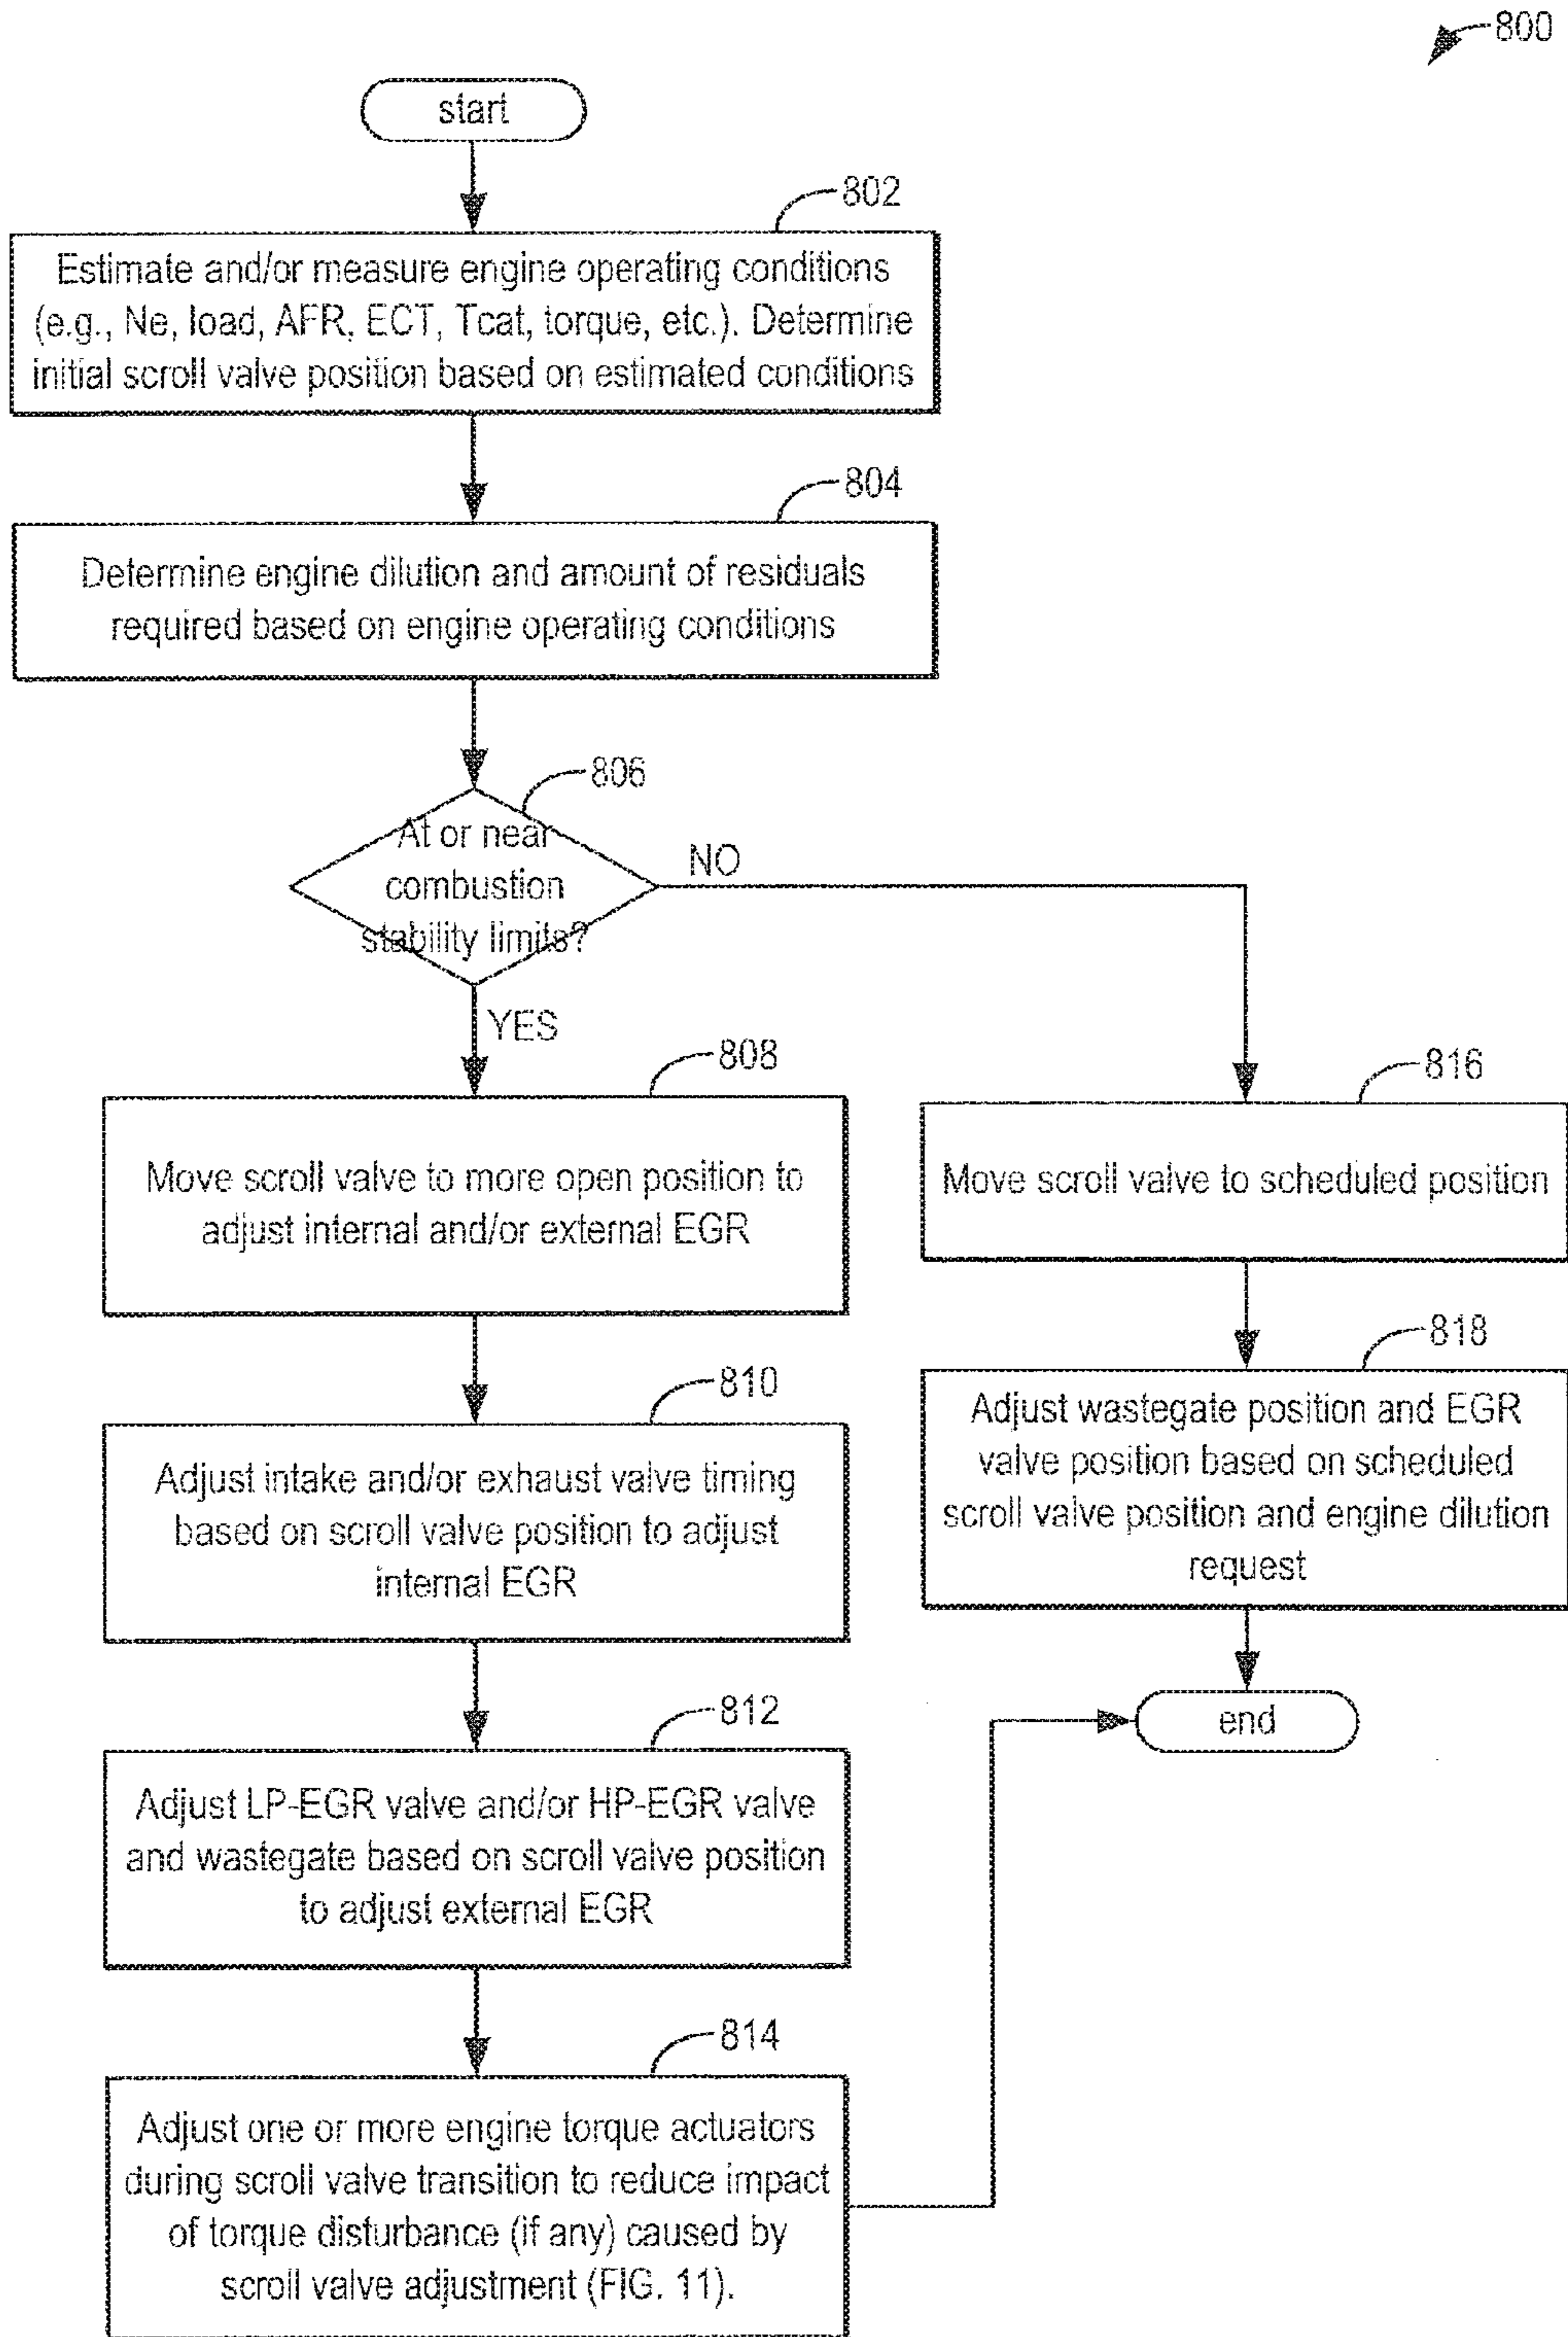 800
start
802
Estimate and/or measure engine operating conditions
(e.g., Ne, load, AFR, ECT, Tcat, torque, etc.). Determine
initial scroll valve position based on estimated conditions
804
Determine engine dilution and amount of residuals
required based on engine operating conditions
806
At or near
combustion
stability limits?
NO
YES
808
Move scroll valve to more open position to
adjust internal and/or external EGR
816
Move scroll valve to scheduled position
810
Adjust intake and/or exhaust valve timing
based on scroll valve position to adjust
internal EGR
818
Adjust wastegate position and EGR
valve position based on scheduled
scroll valve position and engine dilution
request
812
Adjust LP-EGR valve and/or HP-EGR valve
and wastegate based on scroll valve position
to adjust external EGR
end
814
Adjust one or more engine torque actuators
during scroll valve transition to reduce impact
of torque disturbance (if any) caused by
scroll valve adjustment (FIG. 11).